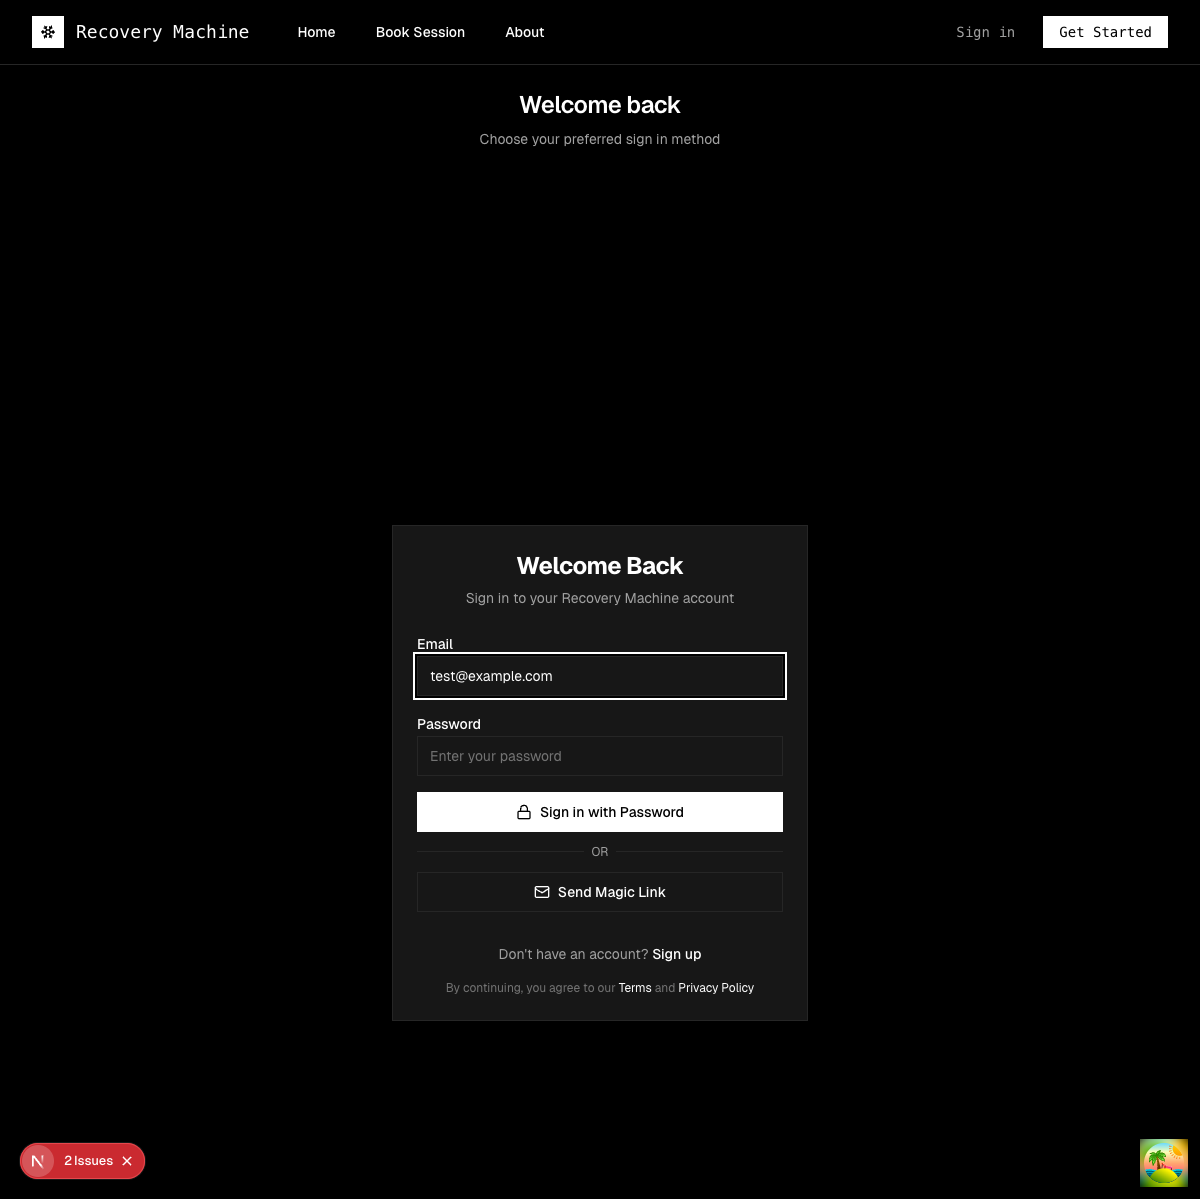 Recovery Machine
Home
Book Session
About
Sign in
Get Started
Welcome back
Choose your preferred sign in method
Welcome Back
Sign in to your Recovery Machine account
Email
test@example.com
Password
Enter your password
Sign in with Password
OR
Send Magic Link
Don't have an account? Sign up
By continuing, you agree to our Terms and Privacy Policy
N
2 Issues